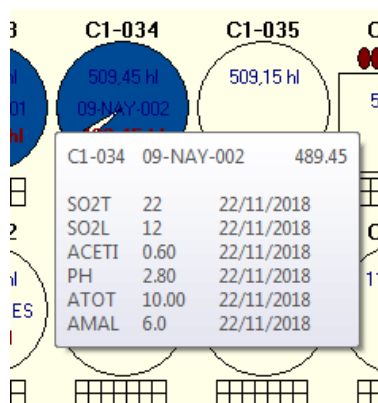 C1-034 C1-035
509,45 hl 509,15 hl
09-NAY-002
C1-034 09-NAY-002 489.45
SO2T 22 22/11/2018
SO2L 12 22/11/2018
ACETI 0.60 22/11/2018
PH 2.80 22/11/2018
ATOT 10.00 22/11/2018
AMAL 6.0 22/11/2018